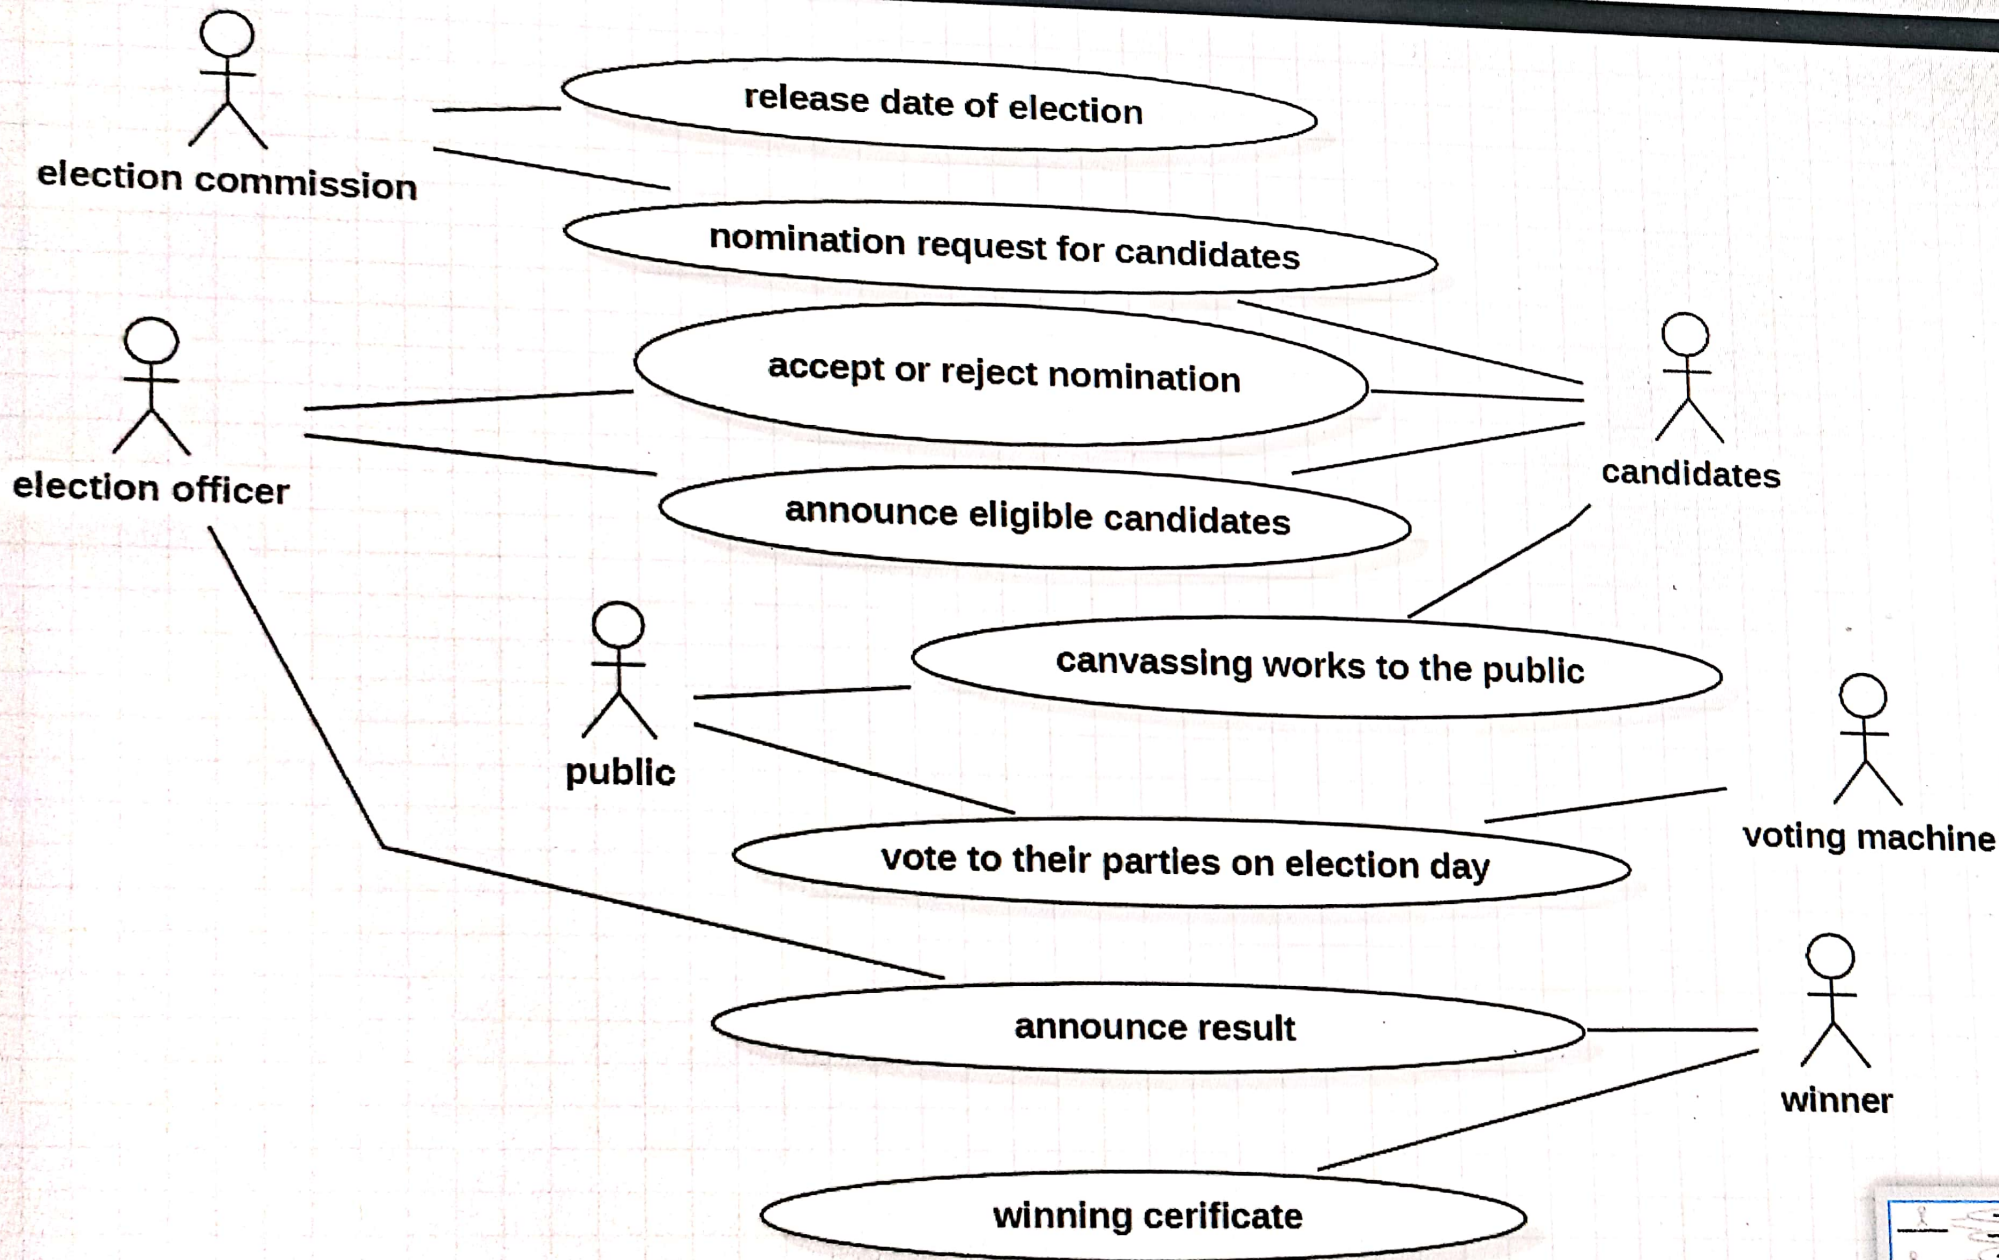 release date of election
election commission
nomination request for candidates
accept or reject nomination
candidates
election officer
announce eligible candidates
canvassing works to the public
public
voting machine
vote to their parties on election day
announce result
winner
winning cerificate